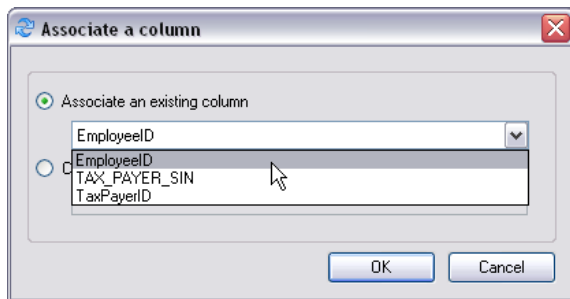 Associate a column
Associate an existing column
EmployeeID
EmployeeID
TAX_PAYER_SIN
TaxPayerID
OK
Cancel